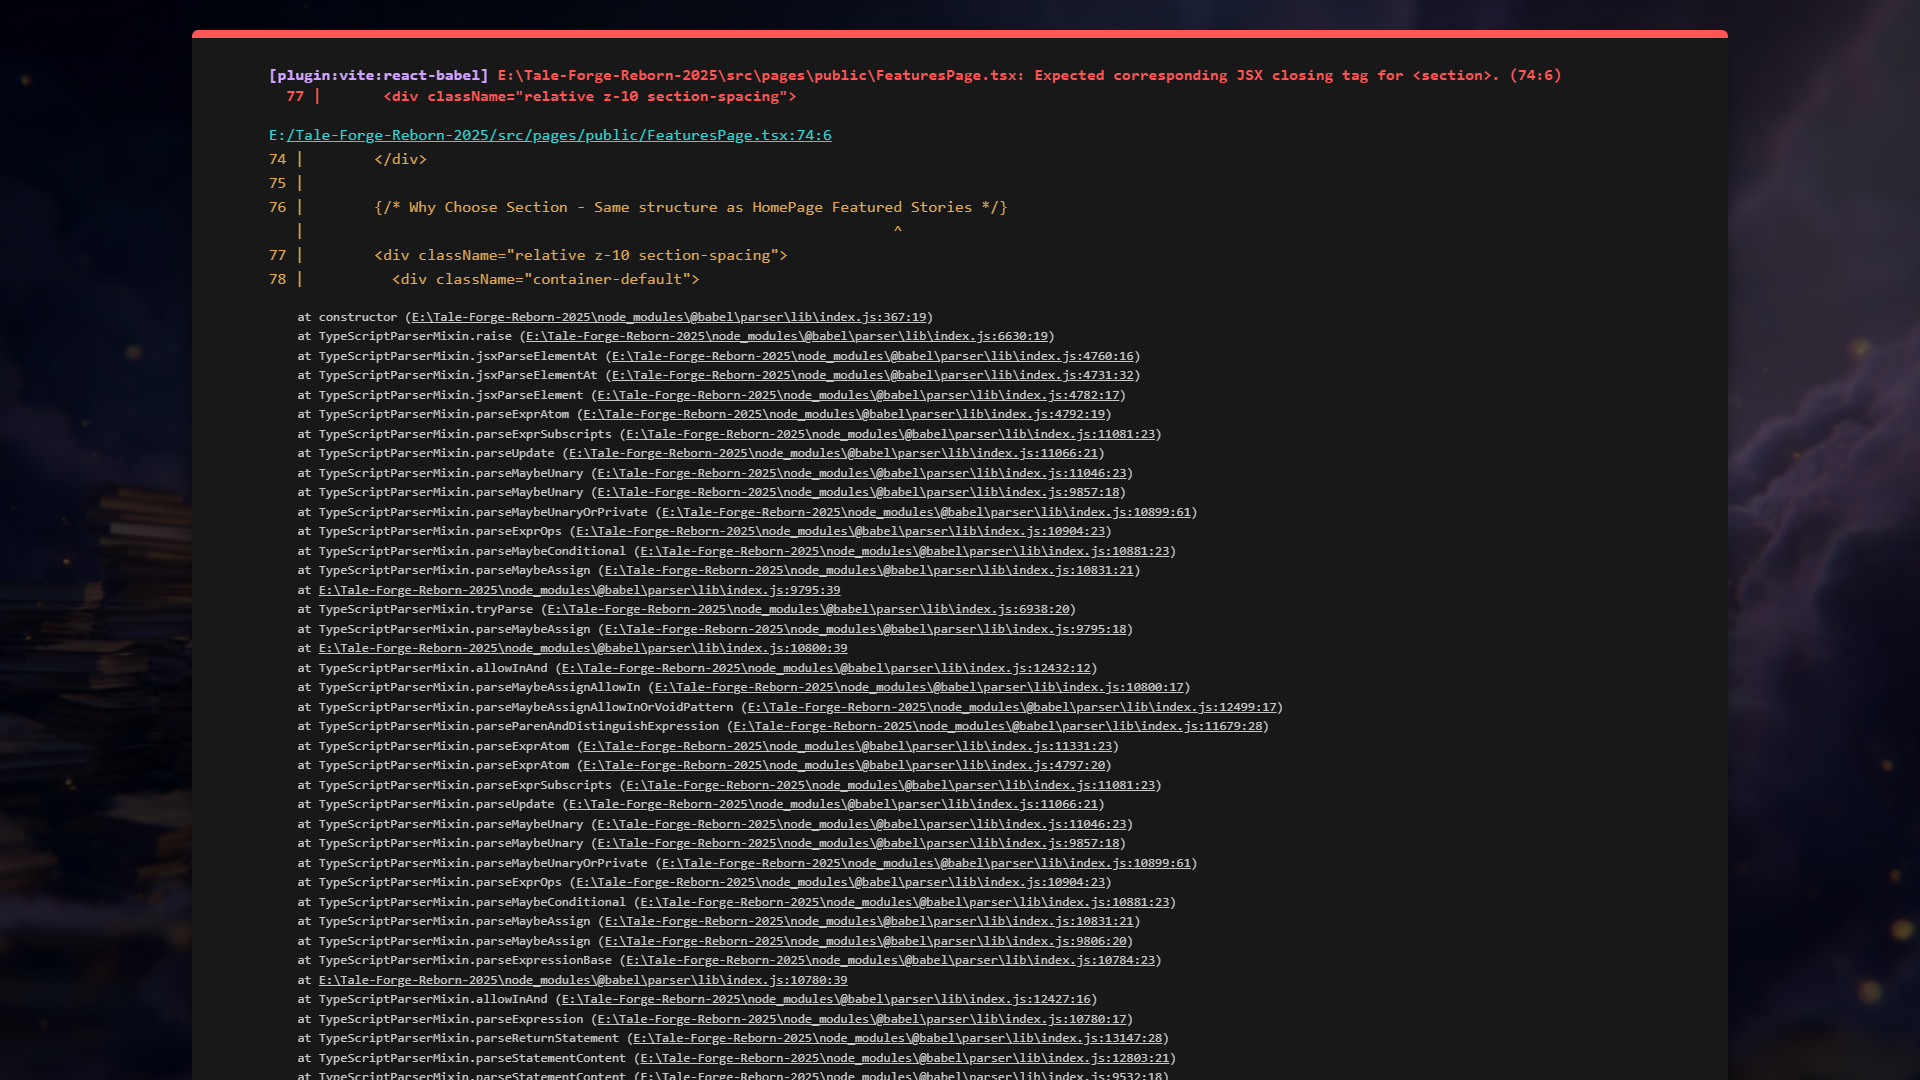 [plugin:vite:react-babel] E:\Tale-Forge-Reborn-2025\src\pages\public\FeaturesPage.tsx: Expected corresponding JSX closing tag for <section>. (74:6)
77 |       <div className="relative z-10 section-spacing">
E:/Tale-Forge-Reborn-2025/src/pages/public/FeaturesPage.tsx:74:6
74 |        </div>
75 |
76 |        {/* Why Choose Section - Same structure as HomePage Featured Stories */}
   |                                                                   ^
77 |        <div className="relative z-10 section-spacing">
78 |          <div className="container-default">
at constructor (E:\Tale-Forge-Reborn-2025\node_modules\@babel\parser\lib\index.js:367:19)
at TypeScriptParserMixin.raise (E:\Tale-Forge-Reborn-2025\node_modules\@babel\parser\lib\index.js:6630:19)
at TypeScriptParserMixin.jsxParseElementAt (E:\Tale-Forge-Reborn-2025\node_modules\@babel\parser\lib\index.js:4760:16)
at TypeScriptParserMixin.jsxParseElementAt (E:\Tale-Forge-Reborn-2025\node_modules\@babel\parser\lib\index.js:4731:32)
at TypeScriptParserMixin.jsxParseElement (E:\Tale-Forge-Reborn-2025\node_modules\@babel\parser\lib\index.js:4782:17)
at TypeScriptParserMixin.parseExprAtom (E:\Tale-Forge-Reborn-2025\node_modules\@babel\parser\lib\index.js:4792:19)
at TypeScriptParserMixin.parseExprSubscripts (E:\Tale-Forge-Reborn-2025\node_modules\@babel\parser\lib\index.js:11081:23)
at TypeScriptParserMixin.parseUpdate (E:\Tale-Forge-Reborn-2025\node_modules\@babel\parser\lib\index.js:11066:21)
at TypeScriptParserMixin.parseMaybeUnary (E:\Tale-Forge-Reborn-2025\node_modules\@babel\parser\lib\index.js:11046:23)
at TypeScriptParserMixin.parseMaybeUnary (E:\Tale-Forge-Reborn-2025\node_modules\@babel\parser\lib\index.js:9857:18)
at TypeScriptParserMixin.parseMaybeUnaryOrPrivate (E:\Tale-Forge-Reborn-2025\node_modules\@babel\parser\lib\index.js:10899:61)
at TypeScriptParserMixin.parseExprOps (E:\Tale-Forge-Reborn-2025\node_modules\@babel\parser\lib\index.js:10904:23)
at TypeScriptParserMixin.parseMaybeConditional (E:\Tale-Forge-Reborn-2025\node_modules\@babel\parser\lib\index.js:10881:23)
at TypeScriptParserMixin.parseMaybeAssign (E:\Tale-Forge-Reborn-2025\node_modules\@babel\parser\lib\index.js:10831:21)
at E:\Tale-Forge-Reborn-2025\node_modules\@babel\parser\lib\index.js:9795:39
at TypeScriptParserMixin.tryParse (E:\Tale-Forge-Reborn-2025\node_modules\@babel\parser\lib\index.js:6938:20)
at TypeScriptParserMixin.parseMaybeAssign (E:\Tale-Forge-Reborn-2025\node_modules\@babel\parser\lib\index.js:9795:18)
at E:\Tale-Forge-Reborn-2025\node_modules\@babel\parser\lib\index.js:10800:39
at TypeScriptParserMixin.allowInAnd (E:\Tale-Forge-Reborn-2025\node_modules\@babel\parser\lib\index.js:12432:12)
at TypeScriptParserMixin.parseMaybeAssignAllowIn (E:\Tale-Forge-Reborn-2025\node_modules\@babel\parser\lib\index.js:10800:17)
at TypeScriptParserMixin.parseMaybeAssignAllowInOrVoidPattern (E:\Tale-Forge-Reborn-2025\node_modules\@babel\parser\lib\index.js:12499:17)
at TypeScriptParserMixin.parseParenAndDistinguishExpression (E:\Tale-Forge-Reborn-2025\node_modules\@babel\parser\lib\index.js:11679:28)
at TypeScriptParserMixin.parseExprAtom (E:\Tale-Forge-Reborn-2025\node_modules\@babel\parser\lib\index.js:11331:23)
at TypeScriptParserMixin.parseExprAtom (E:\Tale-Forge-Reborn-2025\node_modules\@babel\parser\lib\index.js:4797:20)
at TypeScriptParserMixin.parseExprSubscripts (E:\Tale-Forge-Reborn-2025\node_modules\@babel\parser\lib\index.js:11081:23)
at TypeScriptParserMixin.parseUpdate (E:\Tale-Forge-Reborn-2025\node_modules\@babel\parser\lib\index.js:11066:21)
at TypeScriptParserMixin.parseMaybeUnary (E:\Tale-Forge-Reborn-2025\node_modules\@babel\parser\lib\index.js:11046:23)
at TypeScriptParserMixin.parseMaybeUnary (E:\Tale-Forge-Reborn-2025\node_modules\@babel\parser\lib\index.js:9857:18)
at TypeScriptParserMixin.parseMaybeUnaryOrPrivate (E:\Tale-Forge-Reborn-2025\node_modules\@babel\parser\lib\index.js:10899:61)
at TypeScriptParserMixin.parseExprOps (E:\Tale-Forge-Reborn-2025\node_modules\@babel\parser\lib\index.js:10904:23)
at TypeScriptParserMixin.parseMaybeConditional (E:\Tale-Forge-Reborn-2025\node_modules\@babel\parser\lib\index.js:10881:23)
at TypeScriptParserMixin.parseMaybeAssign (E:\Tale-Forge-Reborn-2025\node_modules\@babel\parser\lib\index.js:10831:21)
at TypeScriptParserMixin.parseMaybeAssign (E:\Tale-Forge-Reborn-2025\node_modules\@babel\parser\lib\index.js:9806:20)
at TypeScriptParserMixin.parseExpressionBase (E:\Tale-Forge-Reborn-2025\node_modules\@babel\parser\lib\index.js:10784:23)
at E:\Tale-Forge-Reborn-2025\node_modules\@babel\parser\lib\index.js:10780:39
at TypeScriptParserMixin.allowInAnd (E:\Tale-Forge-Reborn-2025\node_modules\@babel\parser\lib\index.js:12427:16)
at TypeScriptParserMixin.parseExpression (E:\Tale-Forge-Reborn-2025\node_modules\@babel\parser\lib\index.js:10780:17)
at TypeScriptParserMixin.parseReturnStatement (E:\Tale-Forge-Reborn-2025\node_modules\@babel\parser\lib\index.js:13147:28)
at TypeScriptParserMixin.parseStatementContent (E:\Tale-Forge-Reborn-2025\node_modules\@babel\parser\lib\index.js:12803:21)
at TypeScriptParserMixin.parseStatementContent (E:\Tale-Forge-Reborn-2025\node_modules\@babel\parser\lib\index.js:9532:18)